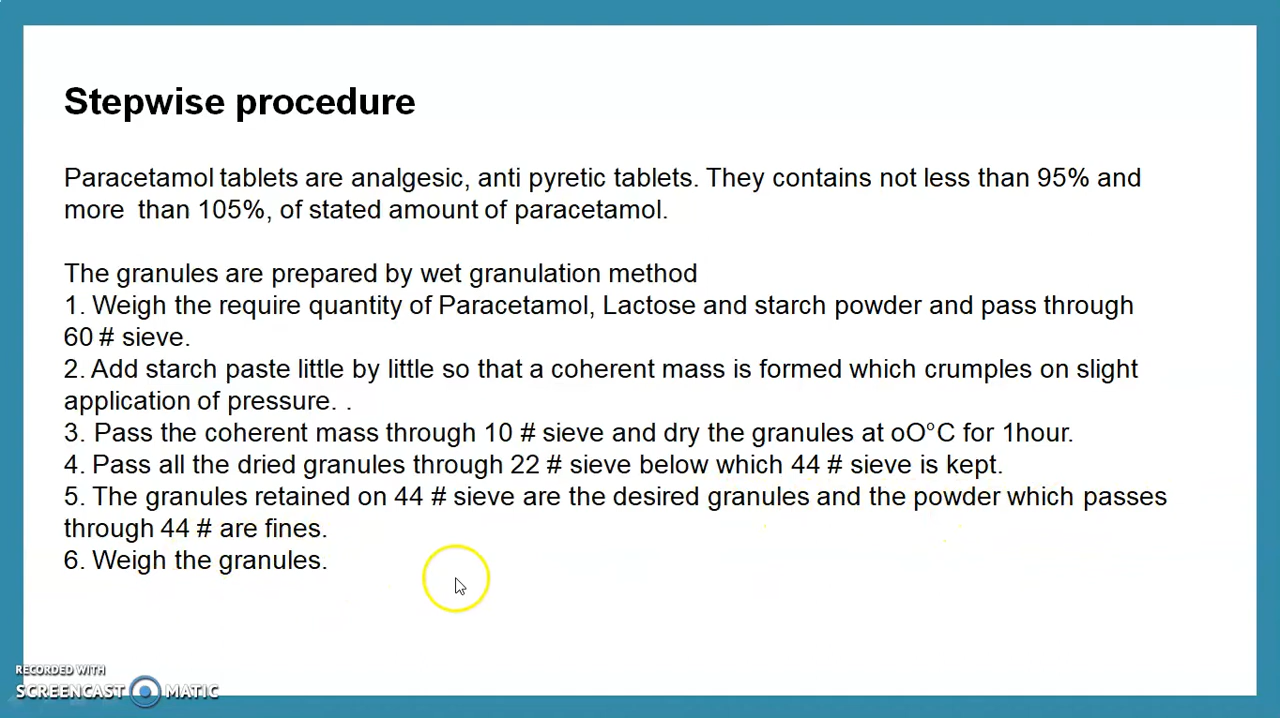 Stepwise procedure
Paracetamol tablets are analgesic, anti pyretic tablets. They contains not less than 95% and
more than 105%, of stated amount of paracetamol.
The granules are prepared by wet granulation method
1. Weigh the require quantity of Paracetamol, Lactose and starch powder and pass through
60 # sieve.
2. Add starch paste little by little so that a coherent mass is formed which crumples on slight
application of pressure. .
3. Pass the coherent mass through 10 # sieve and dry the granules at oO°C for 1hour.
4. Pass all the dried granules through 22 # sieve below which 44 # sieve is kept.
5. The granules retained on 44 # sieve are the desired granules and the powder which passes
through 44 # are fines.
6. Weigh the granules.
RECORDED WITH
SCREENCAST MATIC